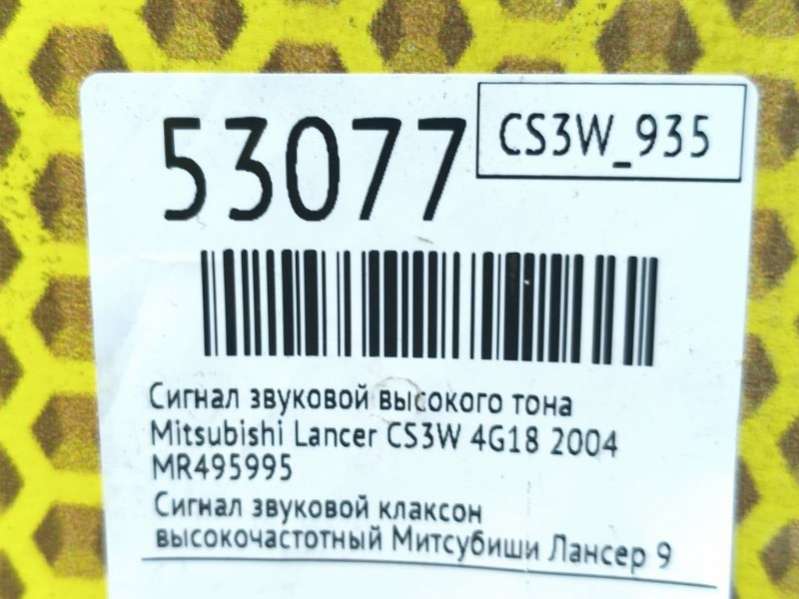 53077
CS3W_935
Сигнал звуковой высокого тона
Mitsubishi Lancer CS3W 4G18 2004
MR495995
Сигнал звуковой клаксон
высокочастотный Митсубиши Лансер 9